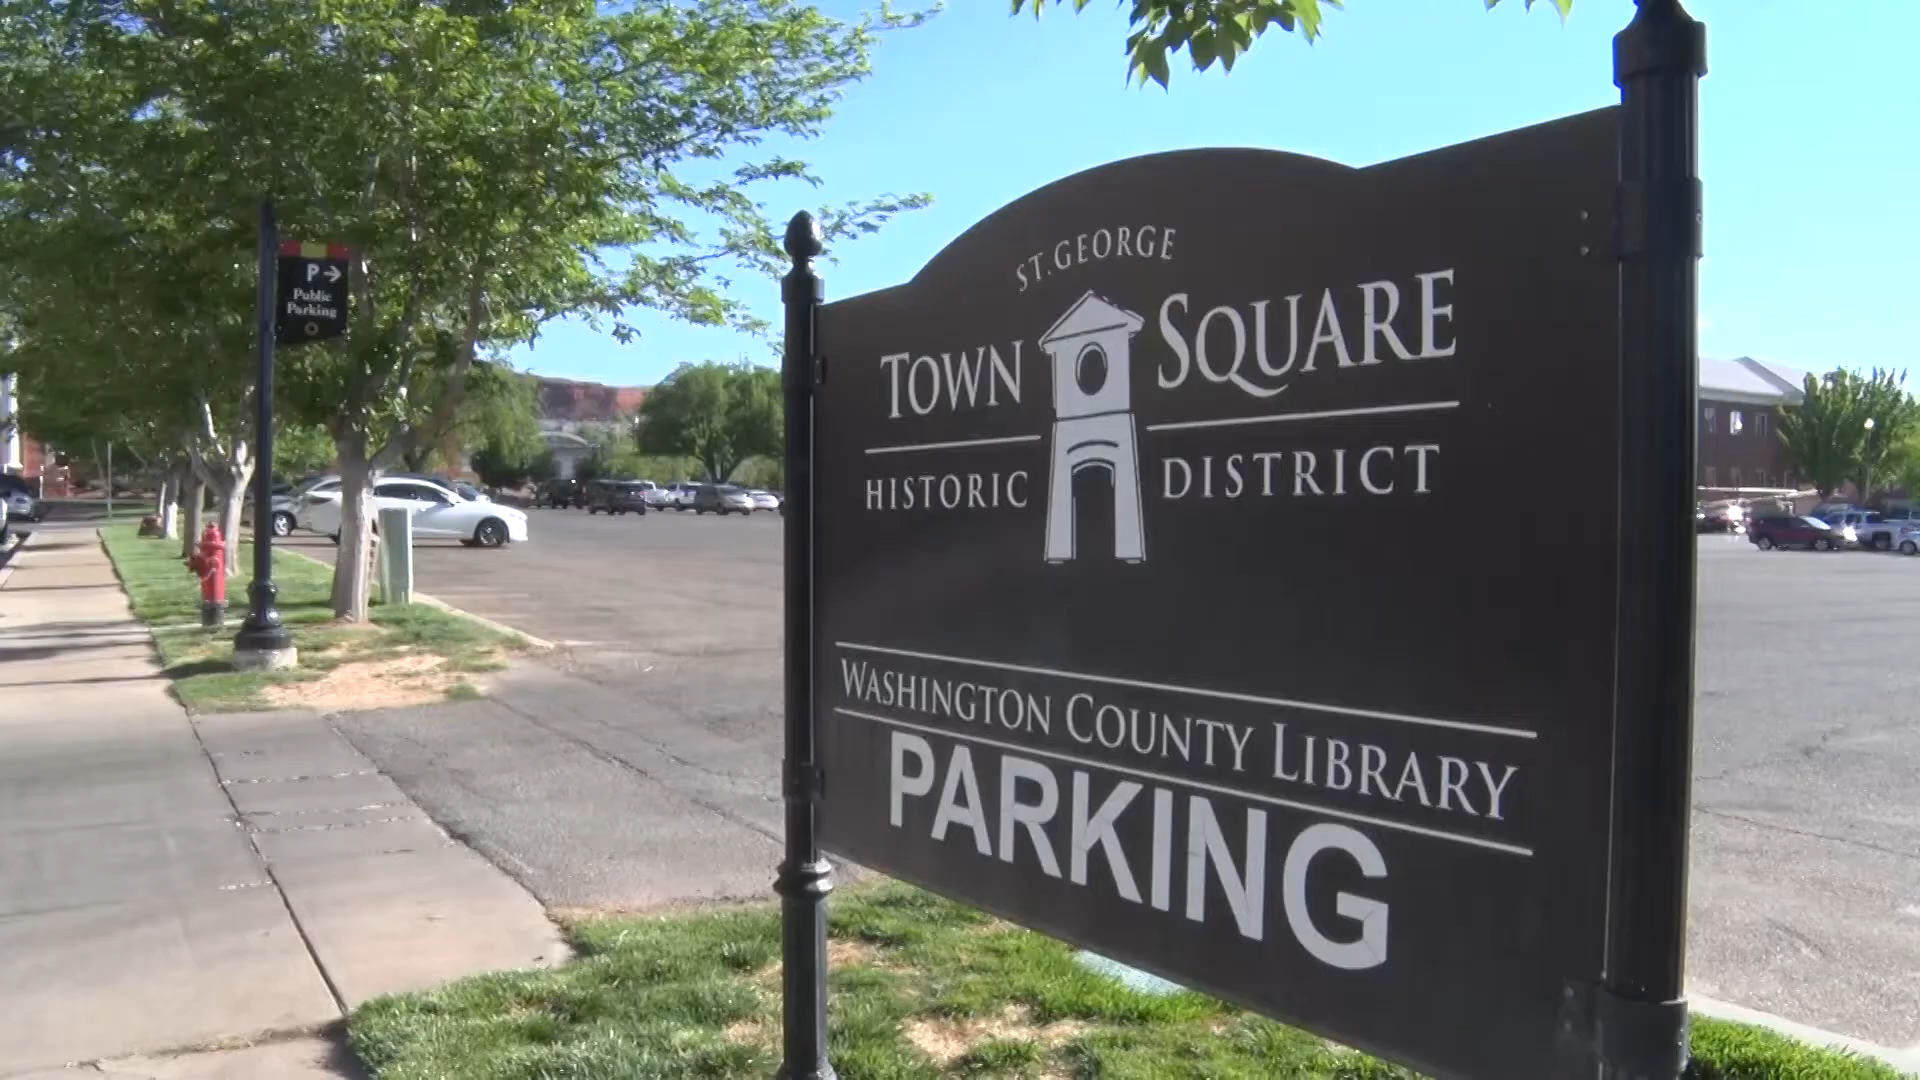 P→
Public
Parking
ST. GEORGE
TOWN SQUARE
HISTORIC DISTRICT
WASHINGTON COUNTY LIBRARY
PARKING